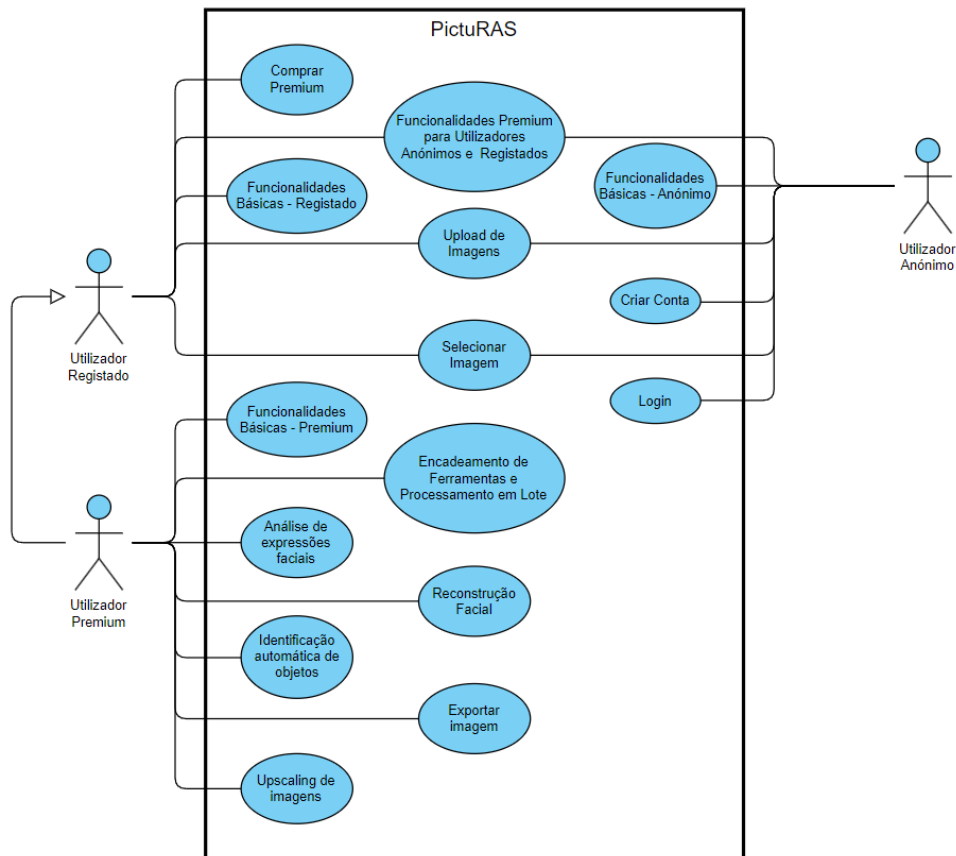 PictuRAS
Comprar
Premium
Funcionalidades Premium
para Utilizadores
Anónimos e Registados
Funcionalidades
Básicas - Registado
Funcionalidades
Básicas - Anónimo
Upload de
Imagens
Utilizador
Anónimo
Criar Conta
Utilizador
Registado
Selecionar
Imagem
Login
Funcionalidades
Básicas - Premium
Encadeamento de
Ferramentas e
Processamento em Lote
Análise de
expressões
faciais
Utilizador
Premium
Reconstrução
Facial
Identificação
automática de
objetos
Exportar
imagem
Upscaling de
imagens